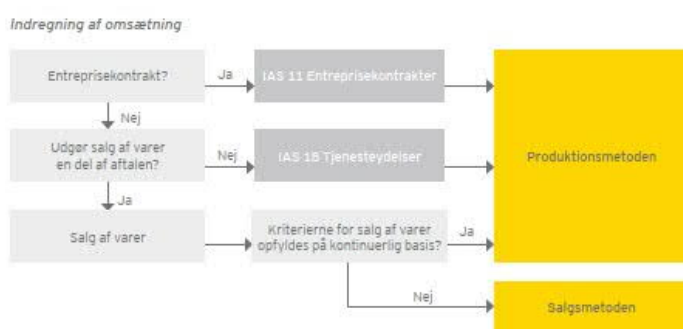 Indregning af omsætning
Entreprisekontrakt?
Ja
IAS 11 Entreprisekontrakter
Nej
Udgør salg af varer
en del af aftalen?
Nej
IAS 18 Tjenesteydelser
Produktionsmetoden
Ja
Salg af varer
Kriterierne for salg af varer
opfyldes på kontinuerlig basis?
Ja
Nej
Salgsmetoden